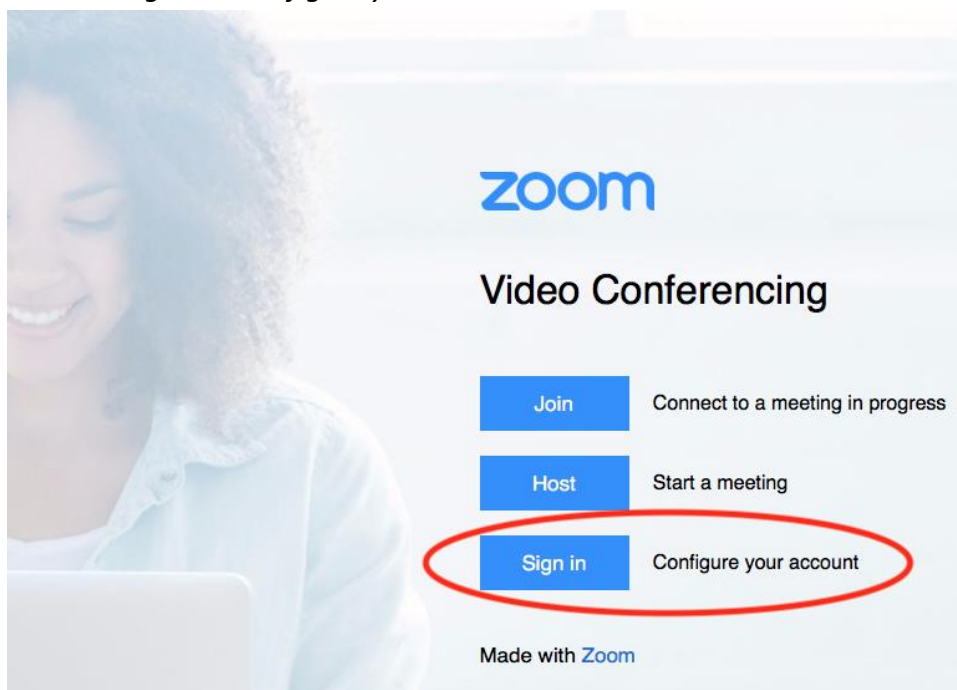 zoom
Video Conferencing
Join Connect to a meeting in progress
Host Start a meeting
Sign in Configure your account
Made with Zoom